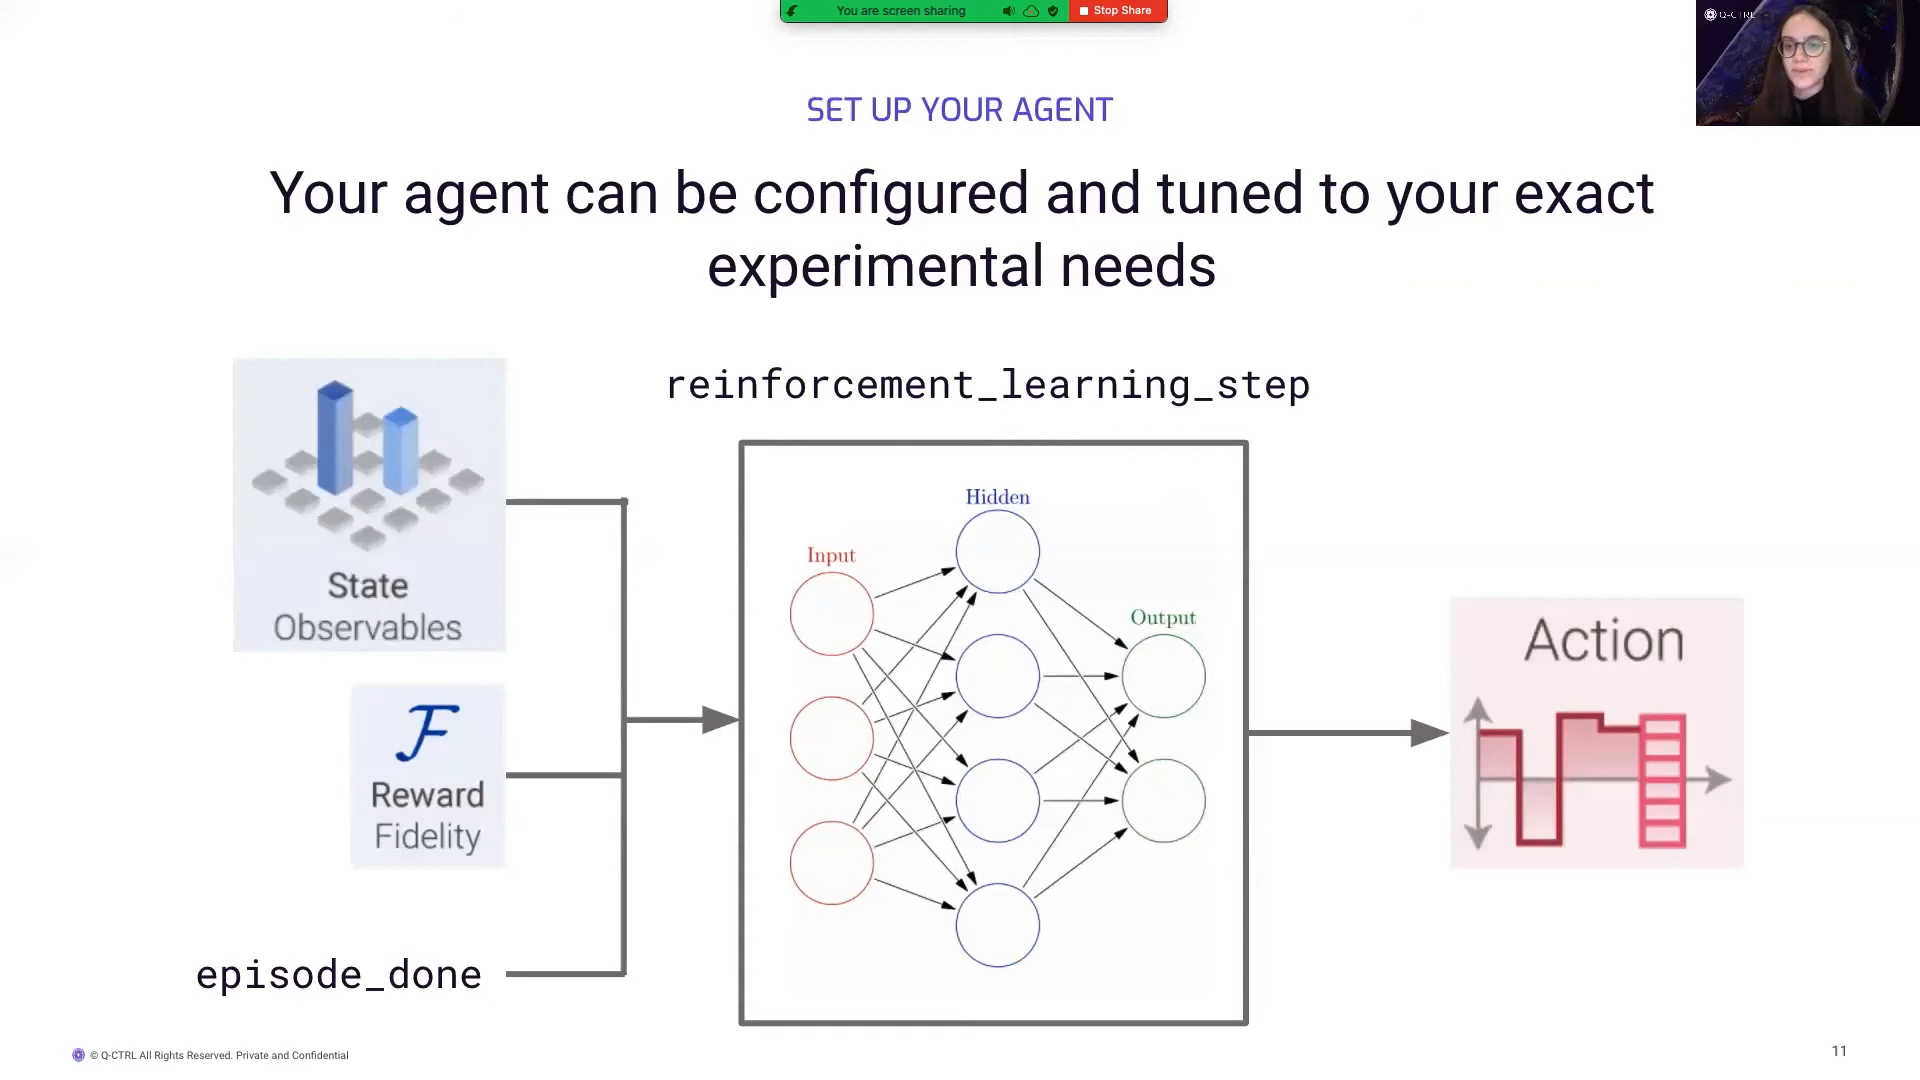 You are screen sharing
Stop Share
Q-CTRL
SET UP YOUR AGENT
Your agent can be configured and tuned to your exact
experimental needs
reinforcement_learning_step
State
Observables
F
Reward
Fidelity
episode_done
Input
Hidden
Output
Action
© Q-CTRL All Rights Reserved. Private and Confidential
11